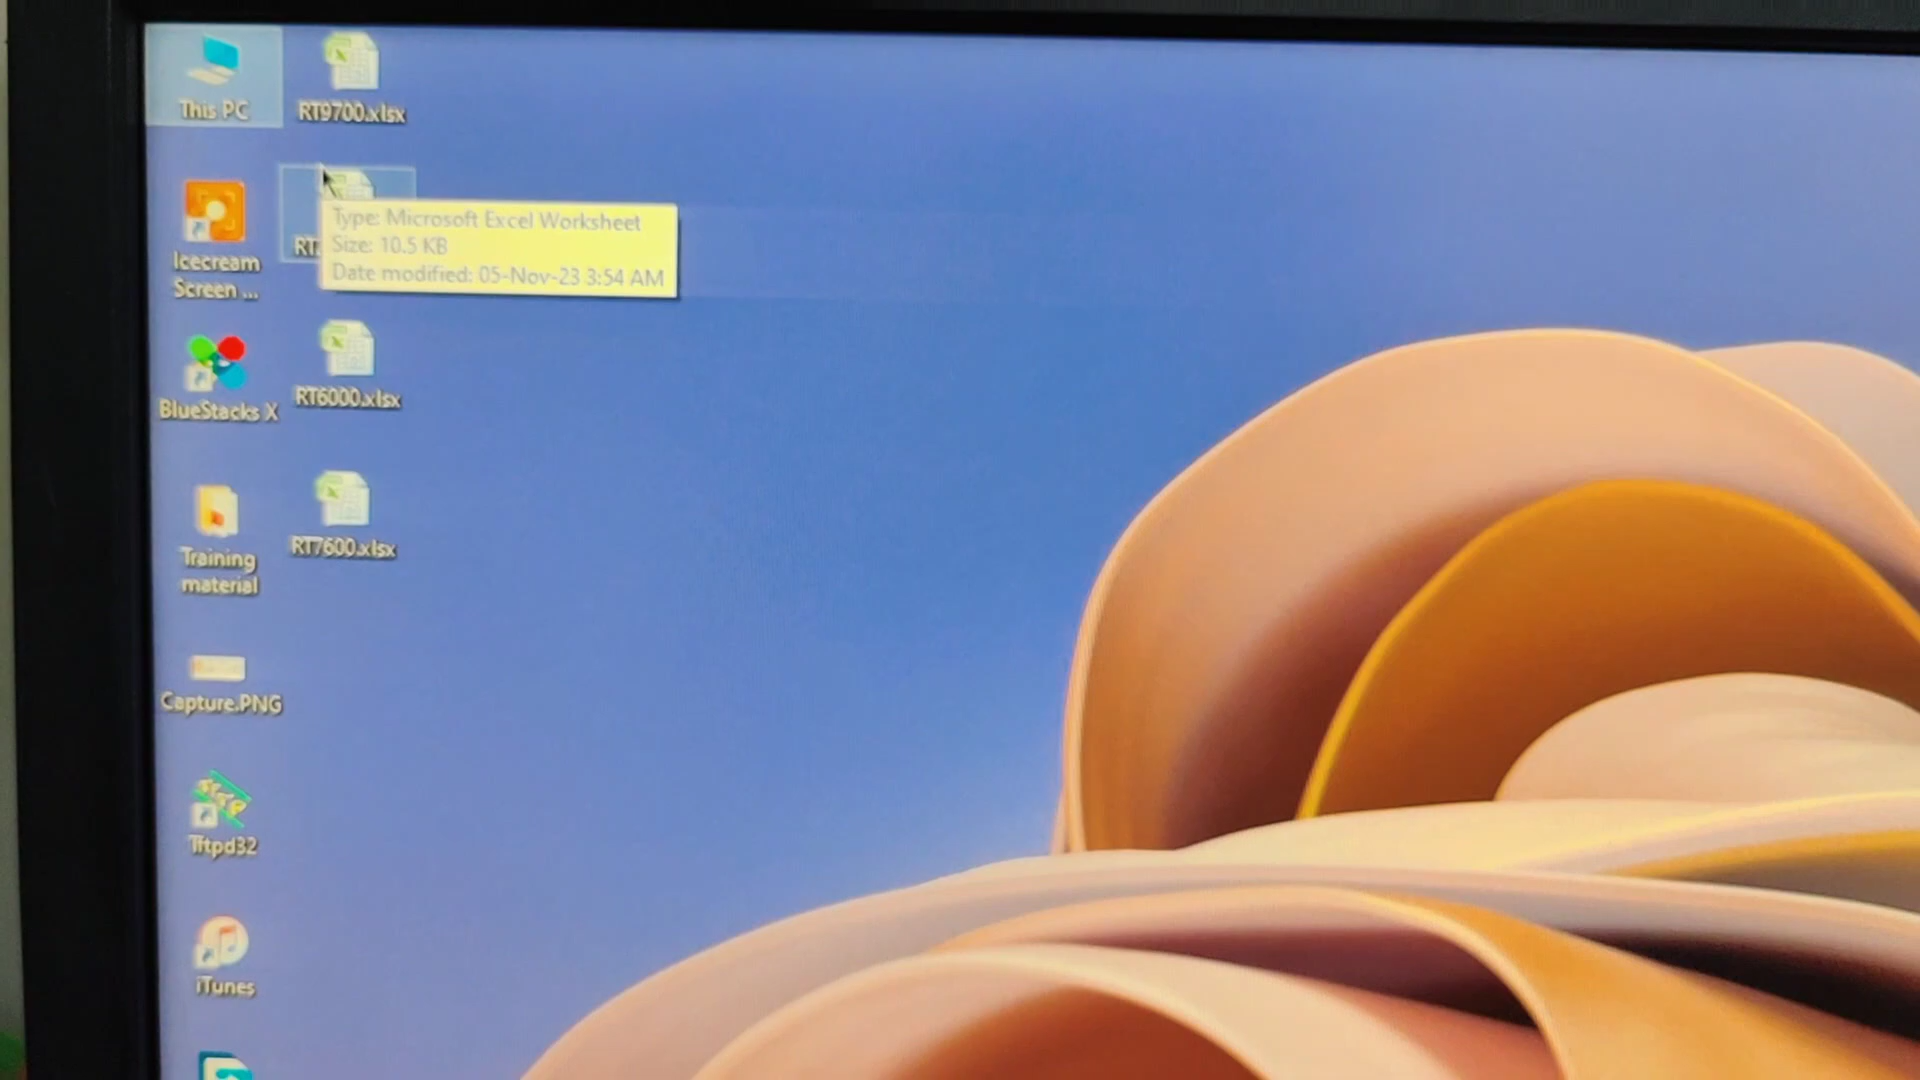 This PC
RT9700.xlsx
Icecream
Screen ...
RT
Type: Microsoft Excel Worksheet
Size: 10.5 KB
Date modified: 05-Nov-23 3:54 AM
BlueStacks X
RT6000.xlsx
Training
material
RT7600.xlsx
Capture.PNG
Tftpd32
iTunes